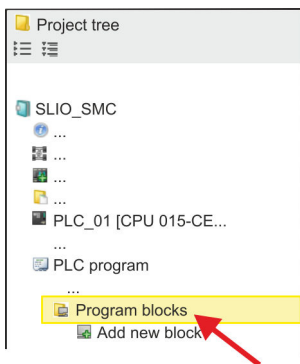 Project tree
SLIO_SMC
...
...
...
...
PLC_01 [CPU 015-CE...
...
PLC program
...
Program blocks
Add new block